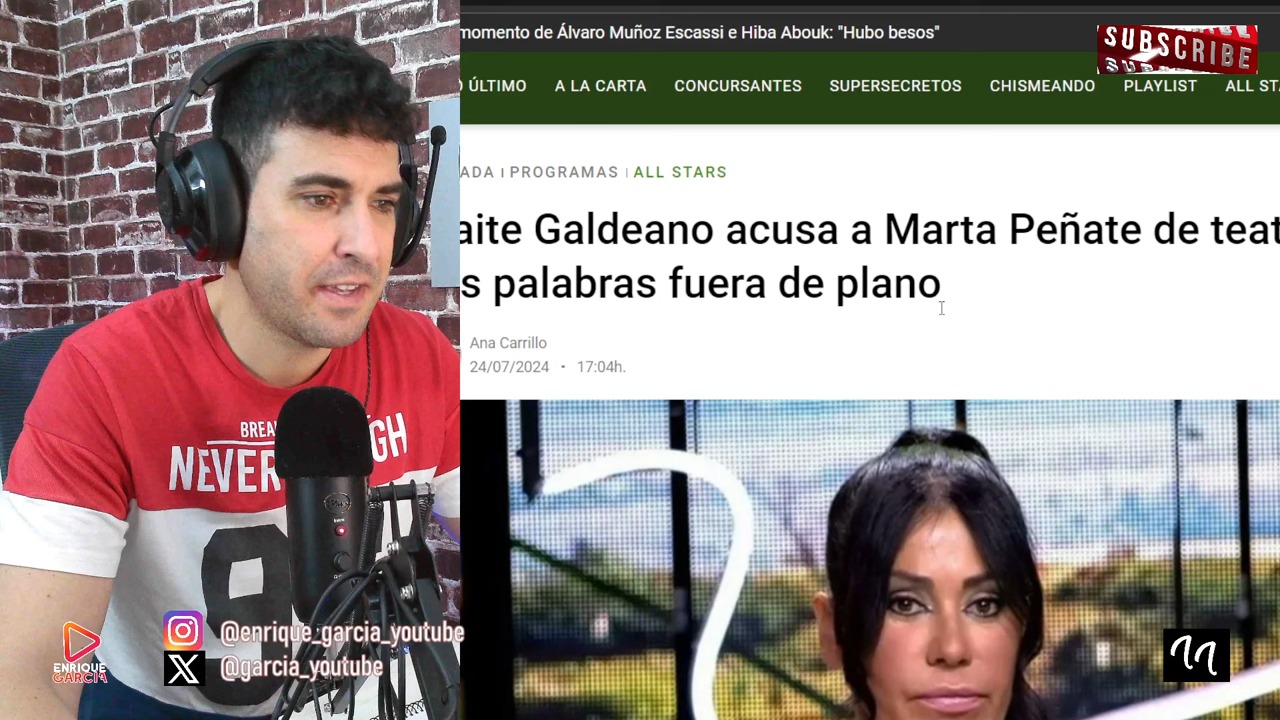 momento de Álvaro Muñoz Escassi e Hiba Abouk: "Hubo besos"
SUBSCRIBE
ÚLTIMO A LA CARTA CONCURSANTES SUPERSECRETOS CHISMEANDO PLAYLIST ALL STA
ADA | PROGRAMAS | ALL STARS
aite Galdeano acusa a Marta Peñate de teat
s palabras fuera de plano
Ana Carrillo
24/07/2024 • 17:04h.
NEVER
@enrique_garcia_youtube
@garcia_youtube
ENRIQUE
GARCIA